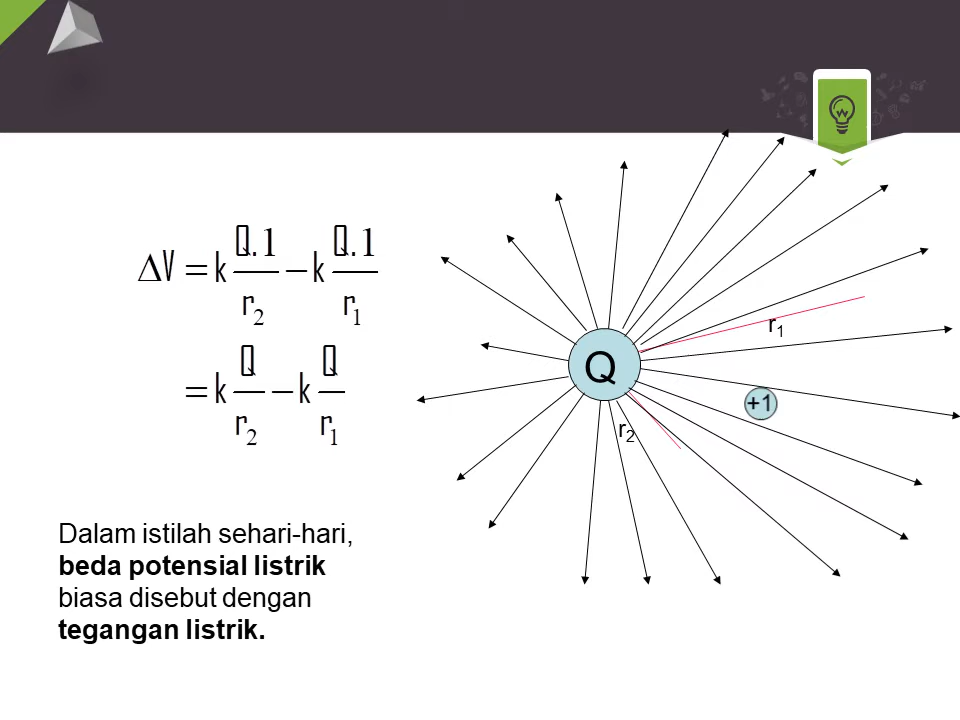 ΔV = k Q.1/r₂ − k Q.1/r₁
= k Q/r₂ − k Q/r₁
Dalam istilah sehari-hari,
beda potensial listrik
biasa disebut dengan
tegangan listrik.
Q
r₁
+1
r₂